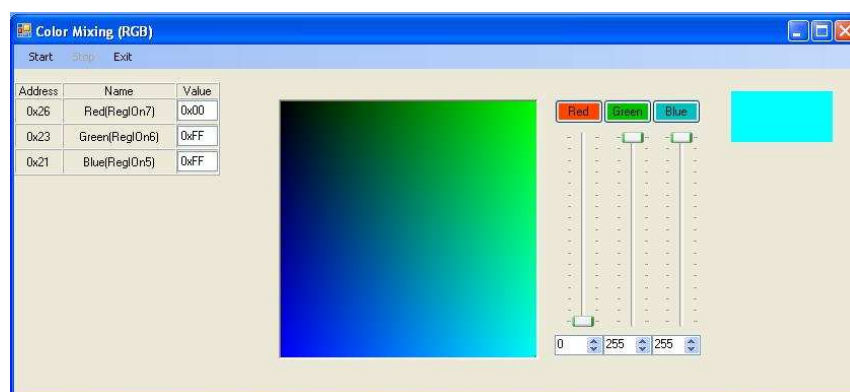 Color Mixing (RGB)
Start Stop Exit
Address Name Value
0x26 Red(RegIOn7) 0x00
0x23 Green(RegIOn6) 0xFF
0x21 Blue(RegIOn5) 0xFF
Red Green Blue
0 255 255